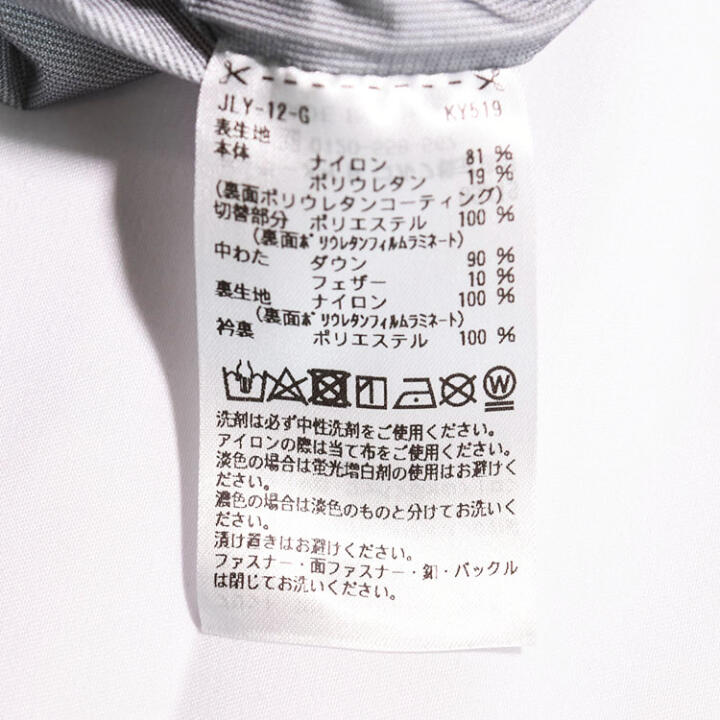 JLY-12-G KY519
表生地
本体 ナイロン 81 %
ポリウレタン 19 %
(裏面ポリウレタンコーティング)
切替部分 ポリエステル 100 %
(裏面ポリウレタンフィルムラミネート)
中わた ダウン 90 %
フェザー 10 %
裏生地 ナイロン 100 %
(裏面ポリウレタンフィルムラミネート)
衿裏 ポリエステル 100 %
W
洗剤は必ず中性洗剤をご使用ください。
アイロンの際は当て布をご使用ください。
淡色の場合は蛍光増白剤の使用はお避けく
ださい。
濃色の場合は淡色のものと分けてお洗いく
ださい。
漬け置きはお避けください。
ファスナー・面ファスナー・釦・バックル
は閉じてお洗いください。